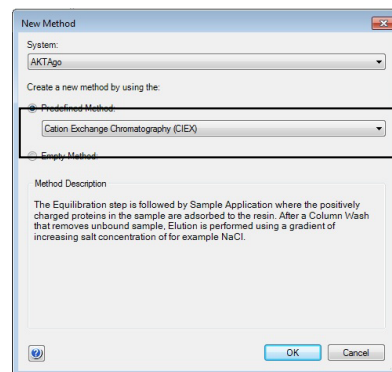 New Method
System:
AKTAgo
Create a new method by using the:
Predefined Method:
Cation Exchange Chromatography (CIEX)
Empty Method:
Method Description
The Equilibration step is followed by Sample Application where the positively
charged proteins in the sample are adsorbed to the resin. After a Column Wash
that removes unbound sample, Elution is performed using a gradient of
increasing salt concentration of for example NaCl.
OK
Cancel